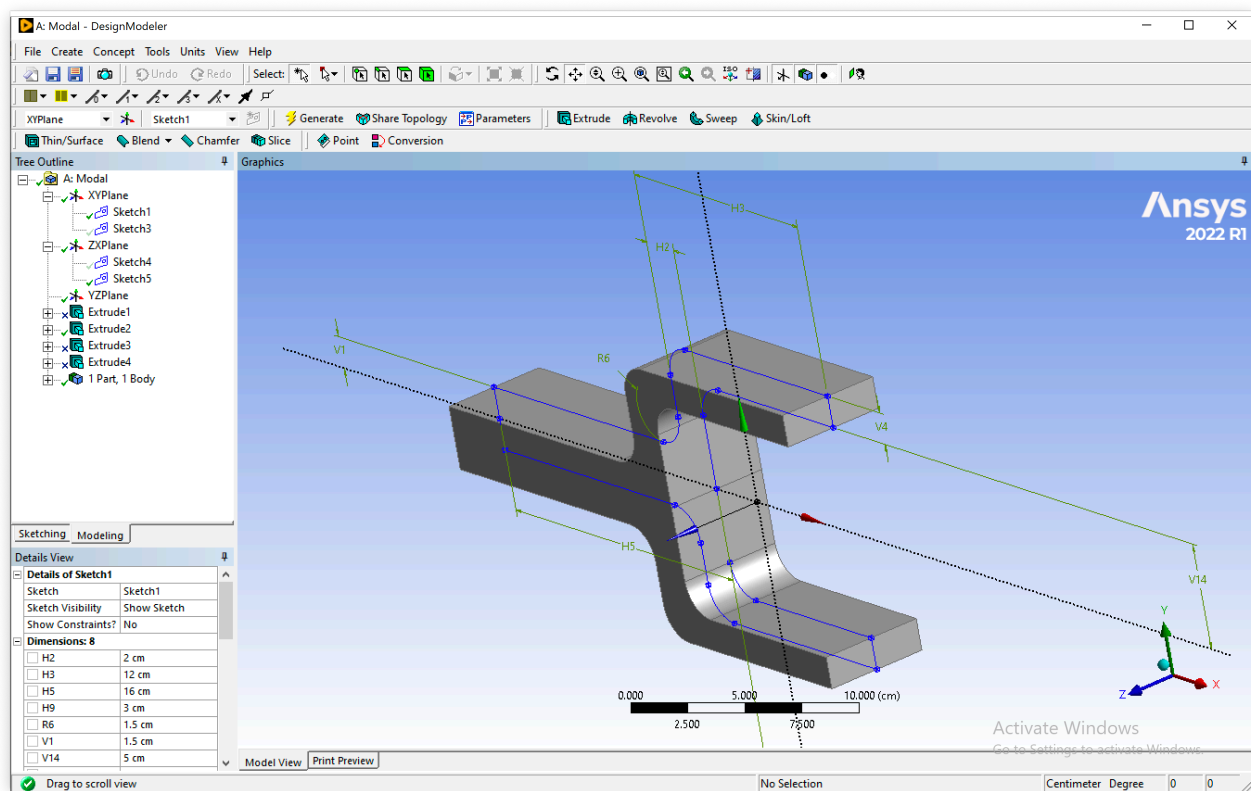 A: Modal - DesignModeler
File Create Concept Tools Units View Help
Undo Redo Select:
XYPlane Sketch1 Generate Share Topology Parameters Extrude Revolve Sweep Skin/Loft
Thin/Surface Blend Chamfer Slice Point Conversion
Tree Outline
A: Modal
XYPlane
Sketch1
Sketch3
ZXPlane
Sketch4
Sketch5
YZPlane
Extrude1
Extrude2
Extrude3
Extrude4
1 Part, 1 Body
Sketching Modeling
Details View
Details of Sketch1
Sketch Sketch1
Sketch Visibility Show Sketch
Show Constraints? No
Dimensions: 8
H2 2 cm
H3 12 cm
H5 16 cm
H9 3 cm
R6 1.5 cm
V1 1.5 cm
V14 5 cm
Graphics
Ansys
2022 R1
H3
H2
V1
R6
V4
H5
V14
Y
Z X
0.000 5.000 10.000 (cm)
2.500 7.500
Activate Windows
Go to Settings to activate Windows.
Model View Print Preview
Drag to scroll view No Selection Centimeter Degree 0 0